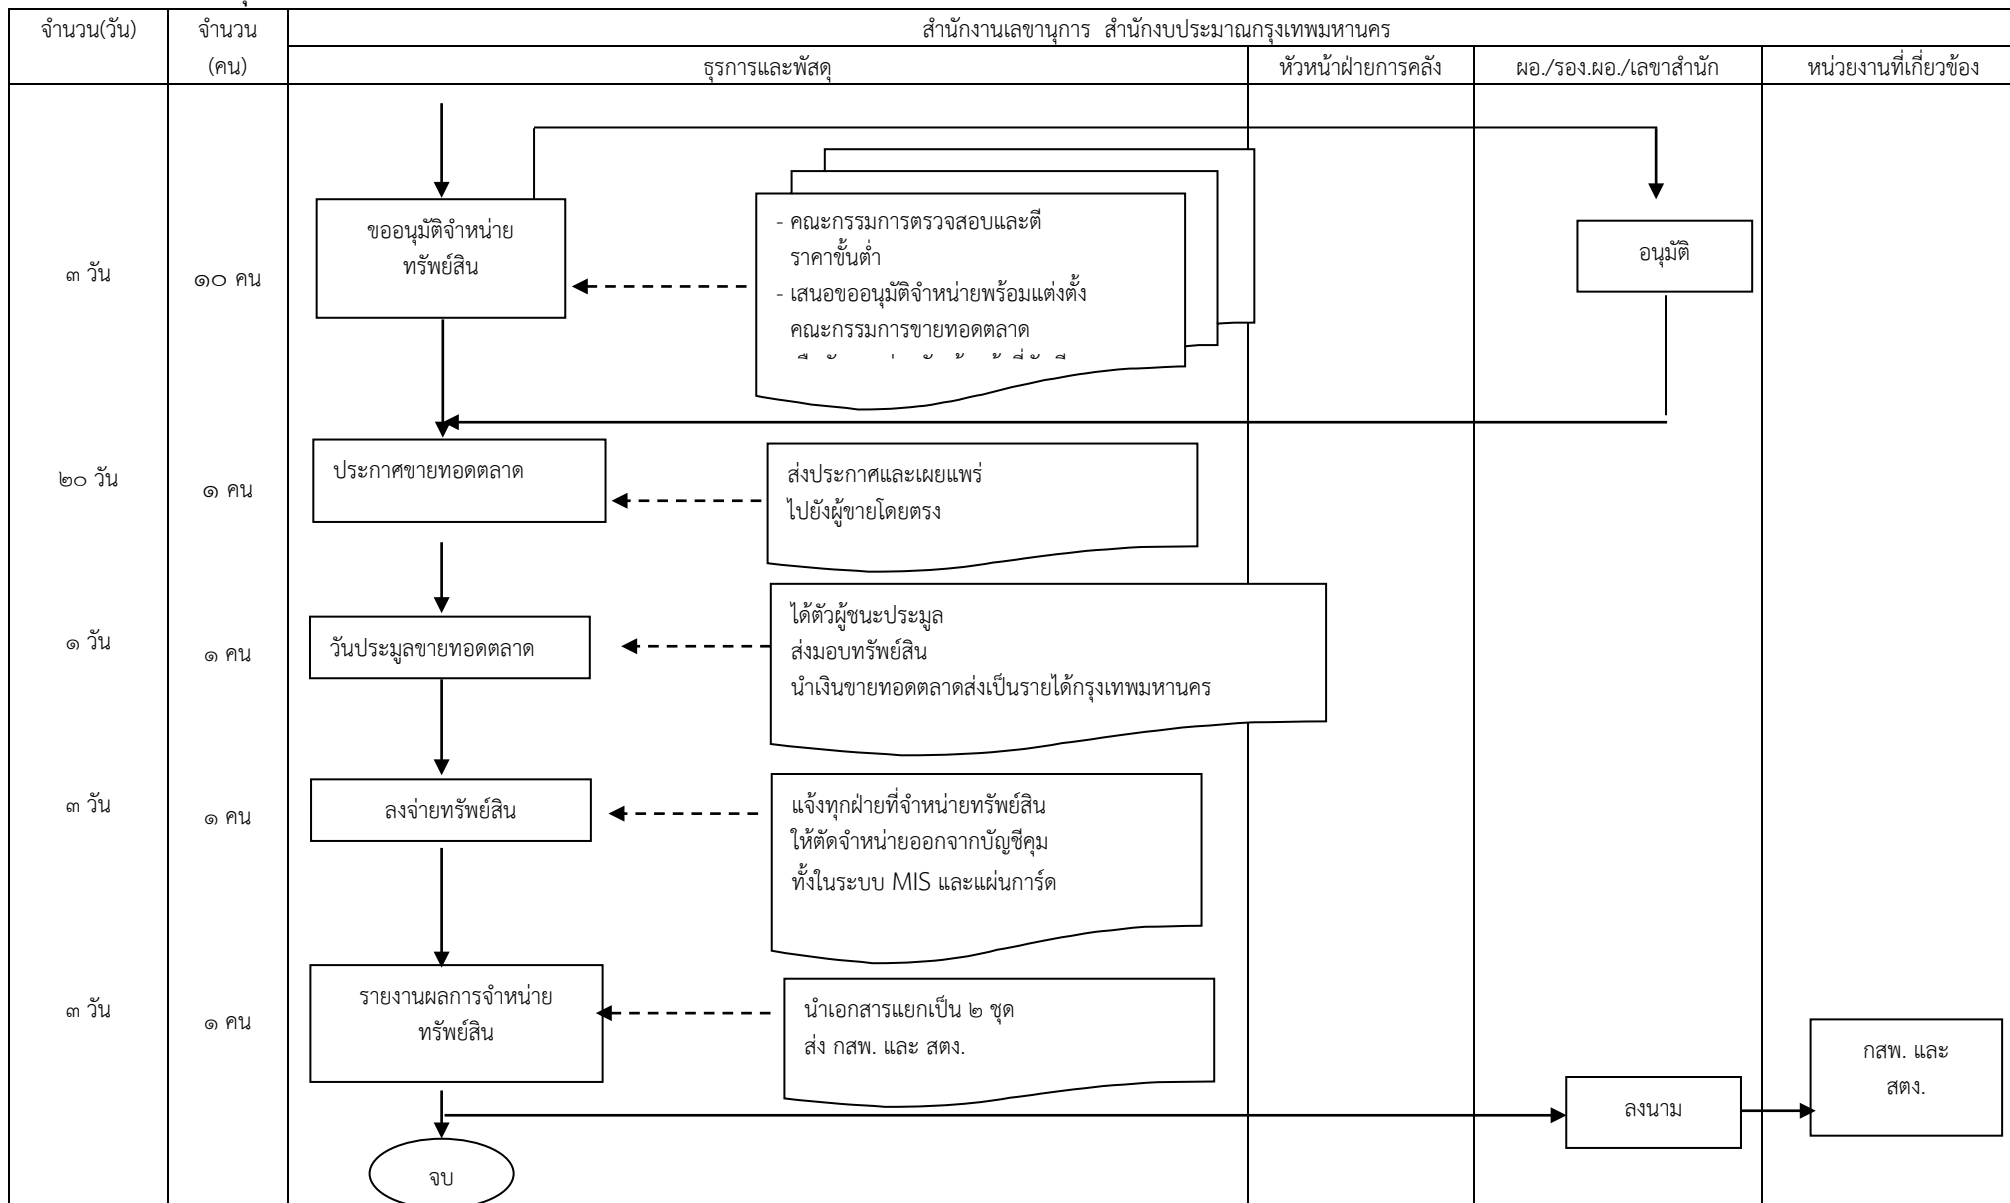 จำนวน(วัน)
จำนวน
(คน)
สำนักงานเลขานุการ สำนักงบประมาณกรุงเทพมหานคร
ธุรการและพัสดุ
หัวหน้าฝ่ายการคลัง
ผอ./รอง.ผอ./เลขาสำนัก
หน่วยงานที่เกี่ยวข้อง
๓ วัน
๑๐ คน
ขออนุมัติจำหน่าย
ทรัพย์สิน
- คณะกรรมการตรวจสอบและตี
ราคาขั้นต่ำ
- เสนอขออนุมัติจำหน่ายพร้อมแต่งตั้ง
คณะกรรมการขายทอดตลาด
อนุมัติ
๒๐ วัน
๑ คน
ประกาศขายทอดตลาด
ส่งประกาศและเผยแพร่
ไปยังผู้ขายโดยตรง
๑ วัน
๑ คน
วันประมูลขายทอดตลาด
ได้ตัวผู้ชนะประมูล
ส่งมอบทรัพย์สิน
นำเงินขายทอดตลาดส่งเป็นรายได้กรุงเทพมหานคร
๓ วัน
๑ คน
ลงจ่ายทรัพย์สิน
แจ้งทุกฝ่ายที่จำหน่ายทรัพย์สิน
ให้ตัดจำหน่ายออกจากบัญชีคุม
ทั้งในระบบ MIS และแผ่นการ์ด
๓ วัน
๑ คน
รายงานผลการจำหน่าย
ทรัพย์สิน
นำเอกสารแยกเป็น ๒ ชุด
ส่ง กสพ. และ สตง.
ลงนาม
กสพ. และ
สตง.
จบ